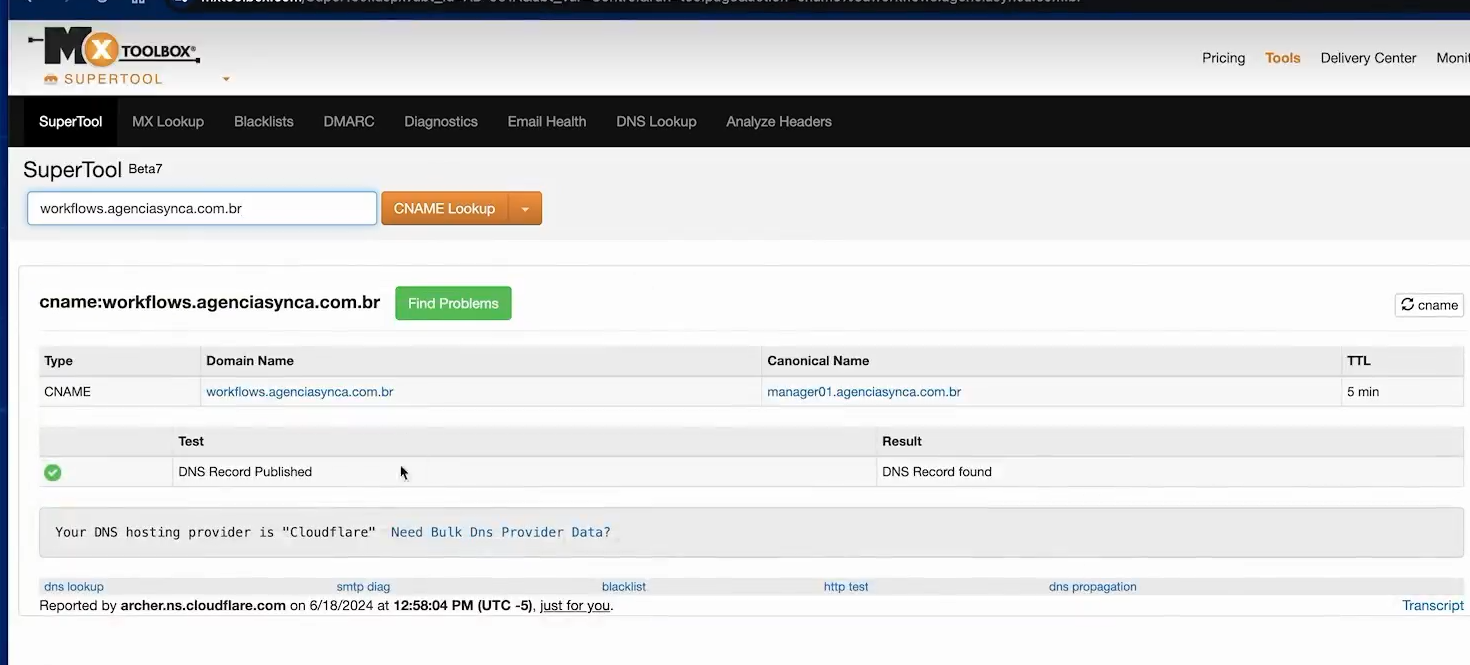 MX TOOLBOX®
SUPERTOOL
Pricing Tools Delivery Center Monit
SuperTool MX Lookup Blacklists DMARC Diagnostics Email Health DNS Lookup Analyze Headers
SuperTool Beta7
workflows.agenciasynca.com.br CNAME Lookup
cname:workflows.agenciasynca.com.br Find Problems cname
Type Domain Name Canonical Name TTL
CNAME workflows.agenciasynca.com.br manager01.agenciasynca.com.br 5 min
Test Result
DNS Record Published DNS Record found
Your DNS hosting provider is "Cloudflare" Need Bulk Dns Provider Data?
dns lookup smtp diag blacklist http test dns propagation
Reported by archer.ns.cloudflare.com on 6/18/2024 at 12:58:04 PM (UTC -5), just for you. Transcript